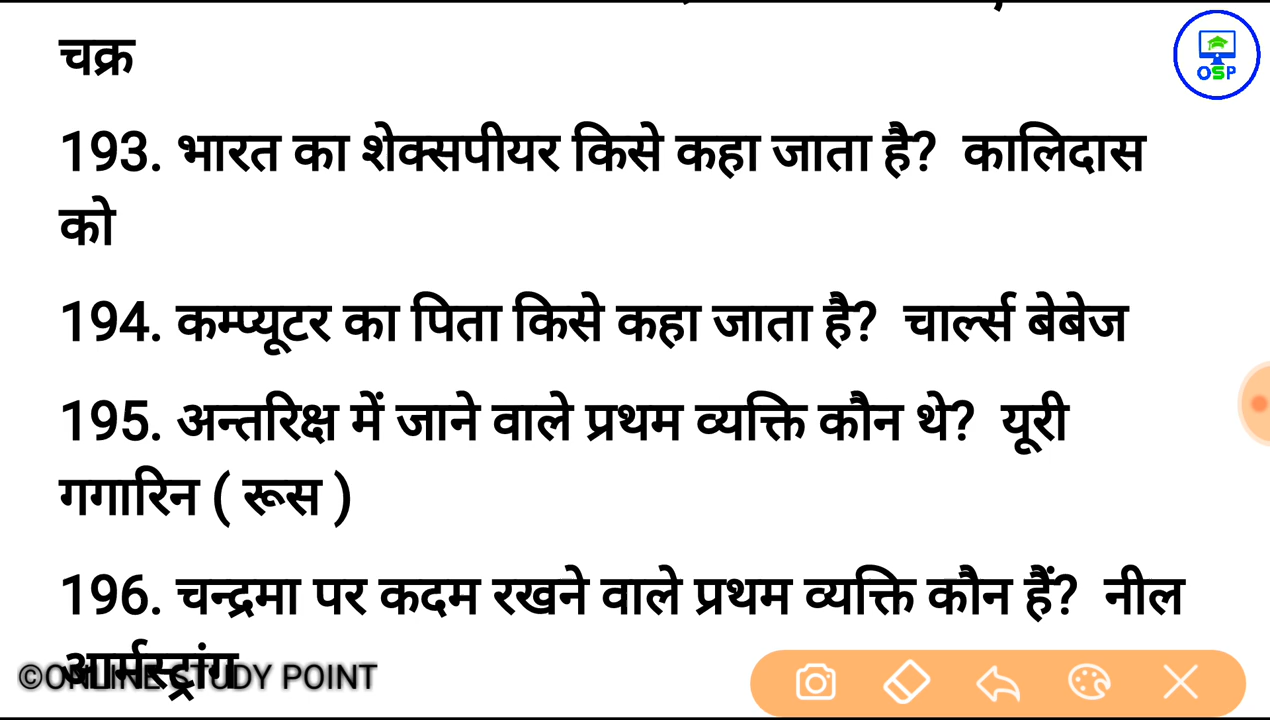 चक्र
OSP
193. भारत का शेक्सपीयर किसे कहा जाता है? कालिदास
को
194. कम्प्यूटर का पिता किसे कहा जाता है? चार्ल्स बेबेज
195. अन्तरिक्ष में जाने वाले प्रथम व्यक्ति कौन थे? यूरी
गगारिन ( रूस )
196. चन्द्रमा पर कदम रखने वाले प्रथम व्यक्ति कौन हैं? नील
आर्मस्ट्रांग
©ONLINE STUDY POINT